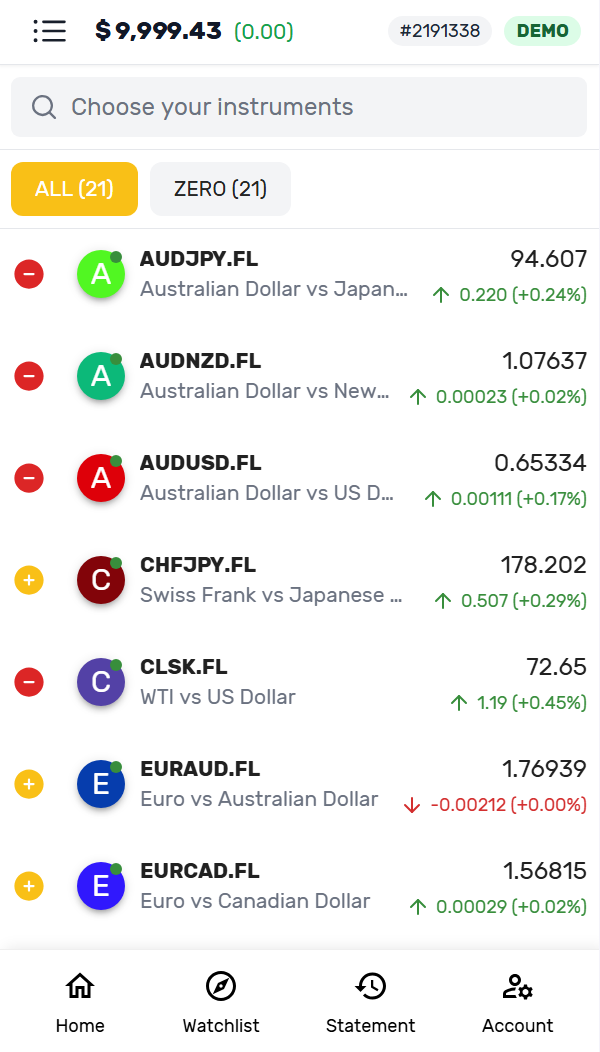 $ 9,999.43 (0.00) #2191338 DEMO
Choose your instruments
ALL (21) ZERO (21)
A AUDJPY.FL 94.607
Australian Dollar vs Japan... 0.220 (+0.24%)
A AUDNZD.FL 1.07637
Australian Dollar vs New... 0.00023 (+0.02%)
A AUDUSD.FL 0.65334
Australian Dollar vs US D... 0.00111 (+0.17%)
C CHFJPY.FL 178.202
Swiss Frank vs Japanese ... 0.507 (+0.29%)
C CLSK.FL 72.65
WTI vs US Dollar 1.19 (+0.45%)
E EURAUD.FL 1.76939
Euro vs Australian Dollar -0.00212 (+0.00%)
E EURCAD.FL 1.56815
Euro vs Canadian Dollar 0.00029 (+0.02%)
Home Watchlist Statement Account